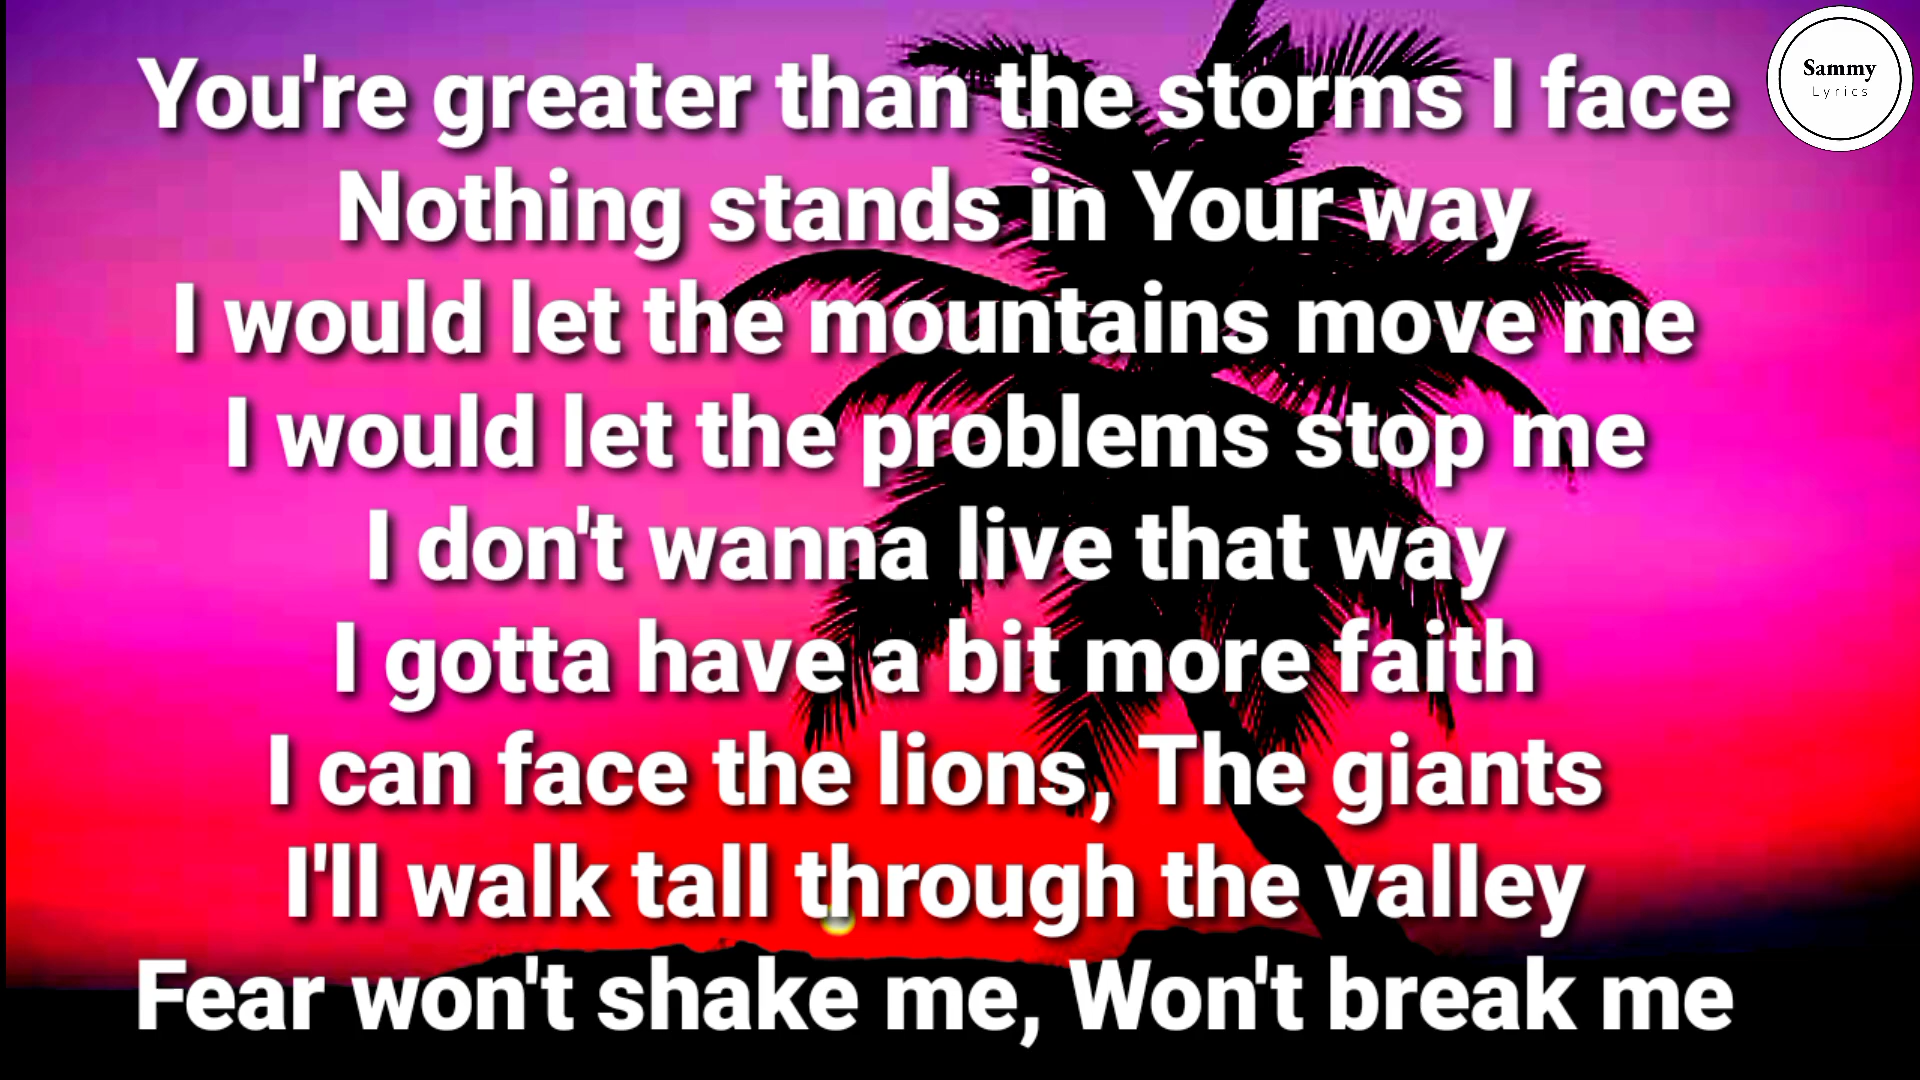 You're greater than the storms I face
Nothing stands in Your way
I would let the mountains move me
I would let the problems stop me
I don't wanna live that way
I gotta have a bit more faith
I can face the lions, The giants
I'll walk tall through the valley
Fear won't shake me, Won't break me
Sammy
Lyrics